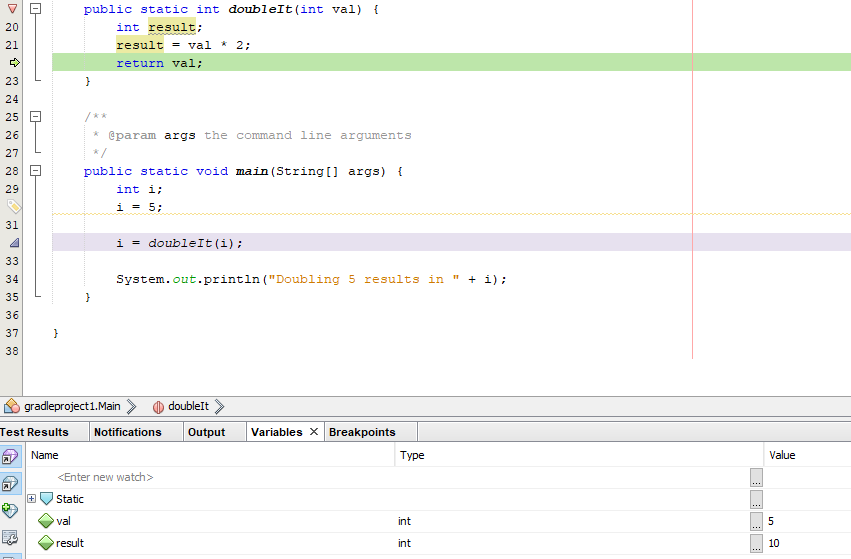 public static int doubleIt(int val) {
20 int result;
21 result = val * 2;
return val;
23 }
24
25 /**
26 * @param args the command line arguments
27 */
28 public static void main(String[] args) {
29 int i;
i = 5;
31
i = doubleIt(i);
33
34 System.out.println("Doubling 5 results in " + i);
35 }
36
37 }
38
gradleproject1.Main doubleIt
Test Results Notifications Output Variables Breakpoints
Name Type Value
<Enter new watch> ...
Static ...
val int ... 5
result int ... 10